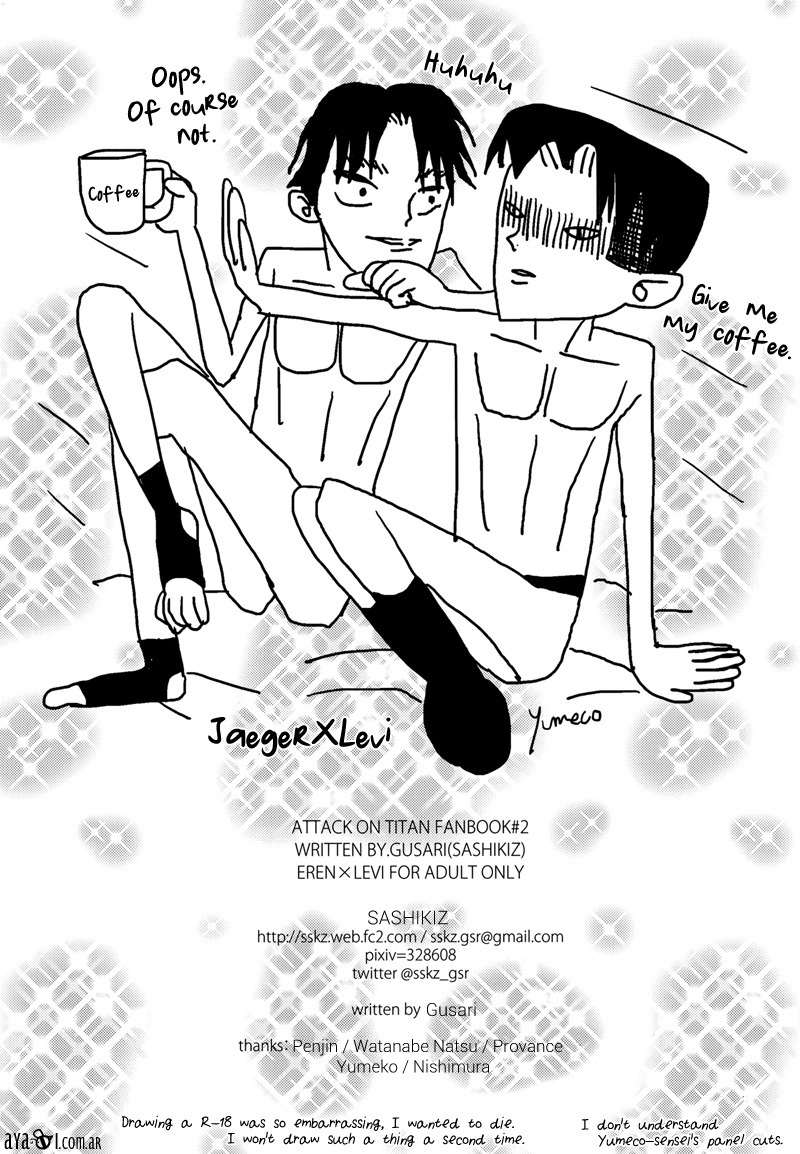 Huhuhu
Oops.
Of course
not.
Coffee
Give me
my coffee.
JaegerXLevi
Yumeco
ATTACK ON TITAN FANBOOK#2
WRITTEN BY.GUSARI(SASHIKIZ)
EREN×LEVI FOR ADULT ONLY
SASHIKIZ
http://sskz.web.fc2.com / sskz.gsr@gmail.com
pixiv=328608
twitter @sskz_gsr
written by Gusari
thanks: Penjin / Watanabe Natsu / Provance
Yumeko / Nishimura
Drawing a R-18 was so embarrassing, I wanted to die.
I won't draw such a thing a second time.
I don't understand
Yumeco-sensei's panel cuts.